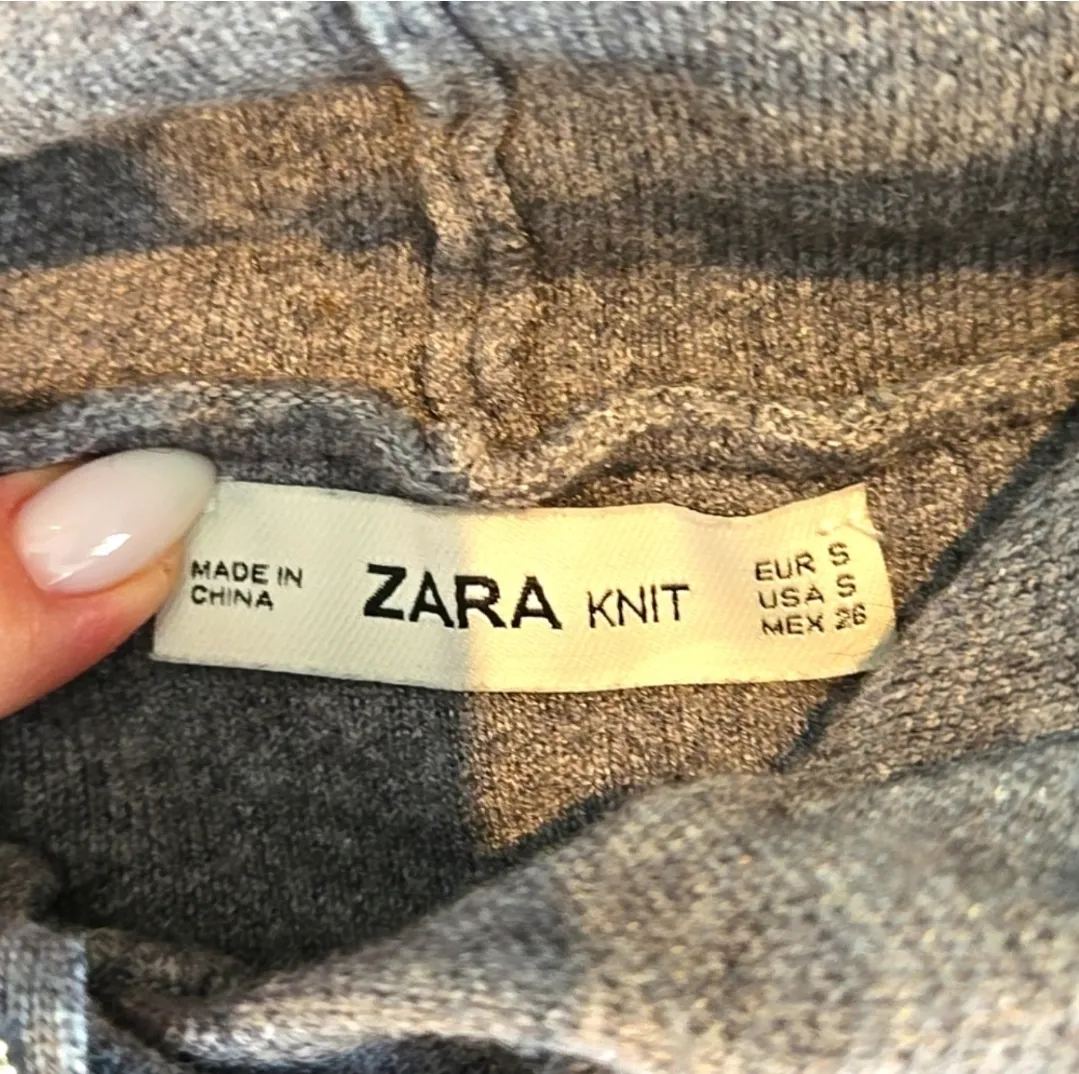 MADE IN
CHINA
ZARA KNIT
EUR S
USA S
MEX 26